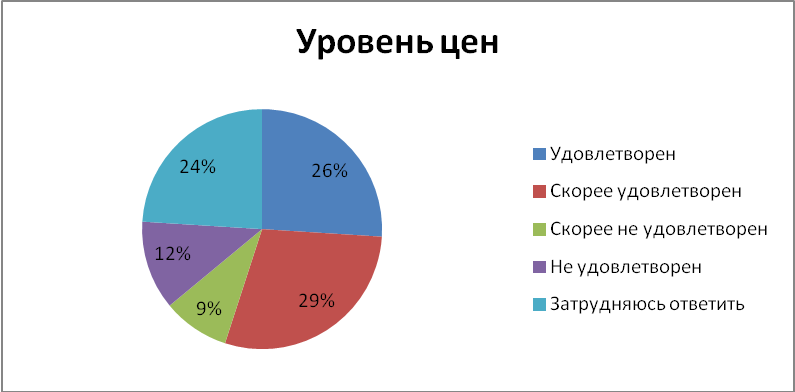 Уровень цен
24%
26%
12%
9%
29%
Удовлетворен
Скорее удовлетворен
Скорее не удовлетворен
Не удовлетворен
Затрудняюсь ответить